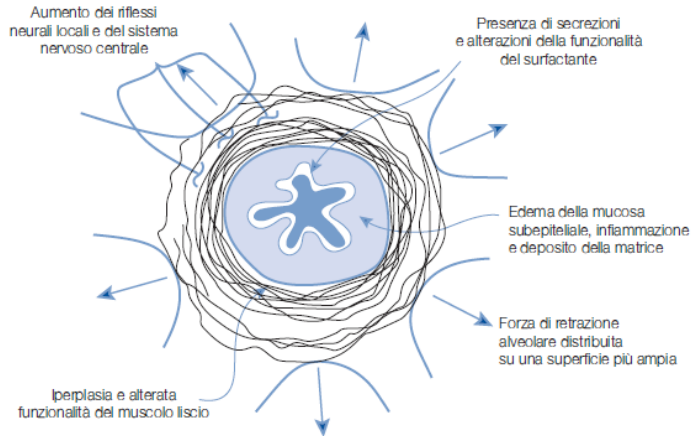 Aumento dei riflessi
neurali locali e del sistema
nervoso centrale
Presenza di secrezioni
e alterazioni della funzionalità
del surfactante
Edema della mucosa
subepiteliale, infiammazione
e deposito della matrice
Forza di retrazione
alveolare distribuita
su una superficie più ampia
Iperplasia e alterata
funzionalità del muscolo liscio